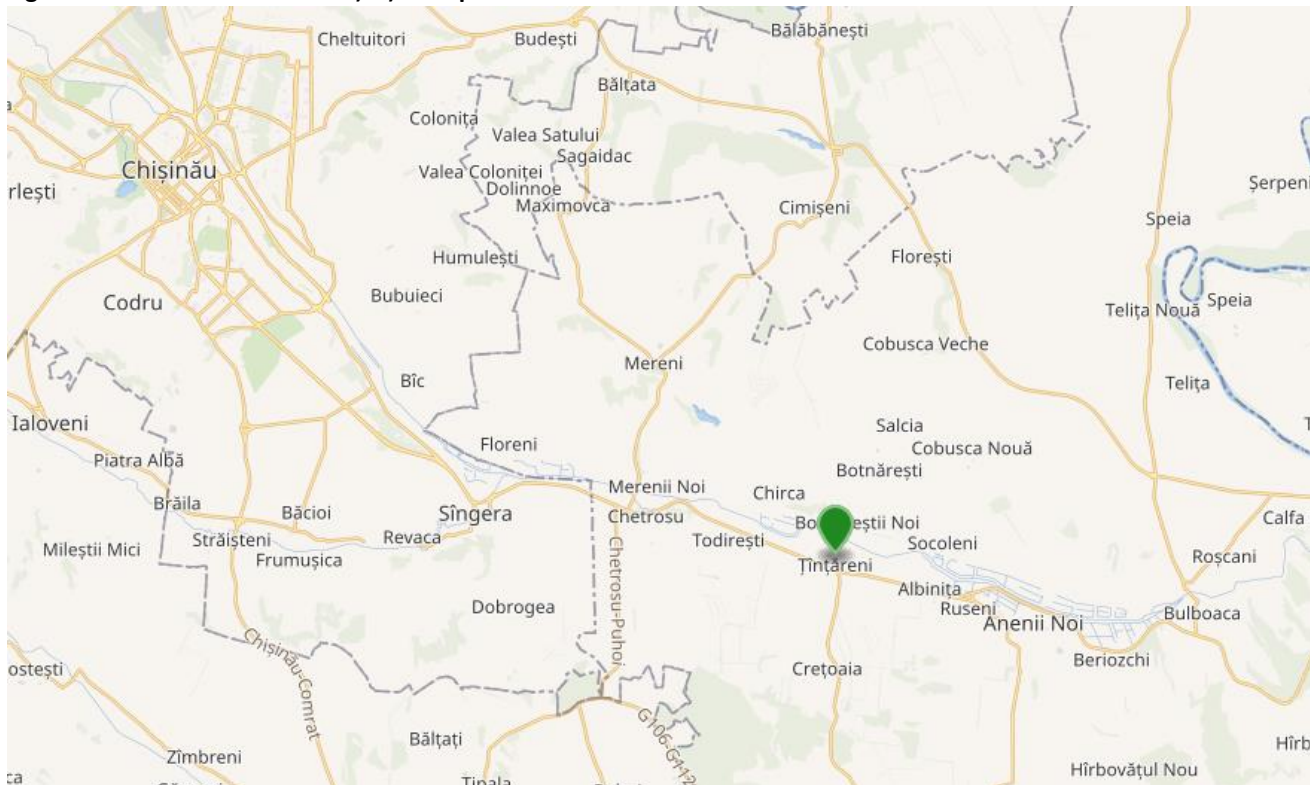 Cheltuitori
Budești
Bălăbănești
Bălțata
Colonița
Valea Satului
Sagaidac
Chișinău
Valea Coloniței
Dolinnoe
Maximovca
rlești
Cimișeni
Șerpeni
Speia
Humulești
Florești
Bubuieci
Codru
Telița Nouă
Speia
Cobusca Veche
Mereni
Bîc
Telița
Ialoveni
Salcia
Floreni
Cobusca Nouă
Piatra Albă
Botnărești
Merenii Noi
Chirca
Brăila
Băcioi
Sîngera
Chetrosu
Calfa
Străișteni
Revaca
Todirești
Socoleni
Mileștii Mici
Frumușica
Țînțăreni
Roșcani
Albinița
Dobrogea
Chetrosu-Puhoi
Ruseni
Anenii Noi
Bulboaca
Chișinău-Comrat
ostești
Crețoaia
Beriozchi
G106-G112
Bălțați
Zîmbreni
Hîrb
Hîrbovățul Nou
Țipala